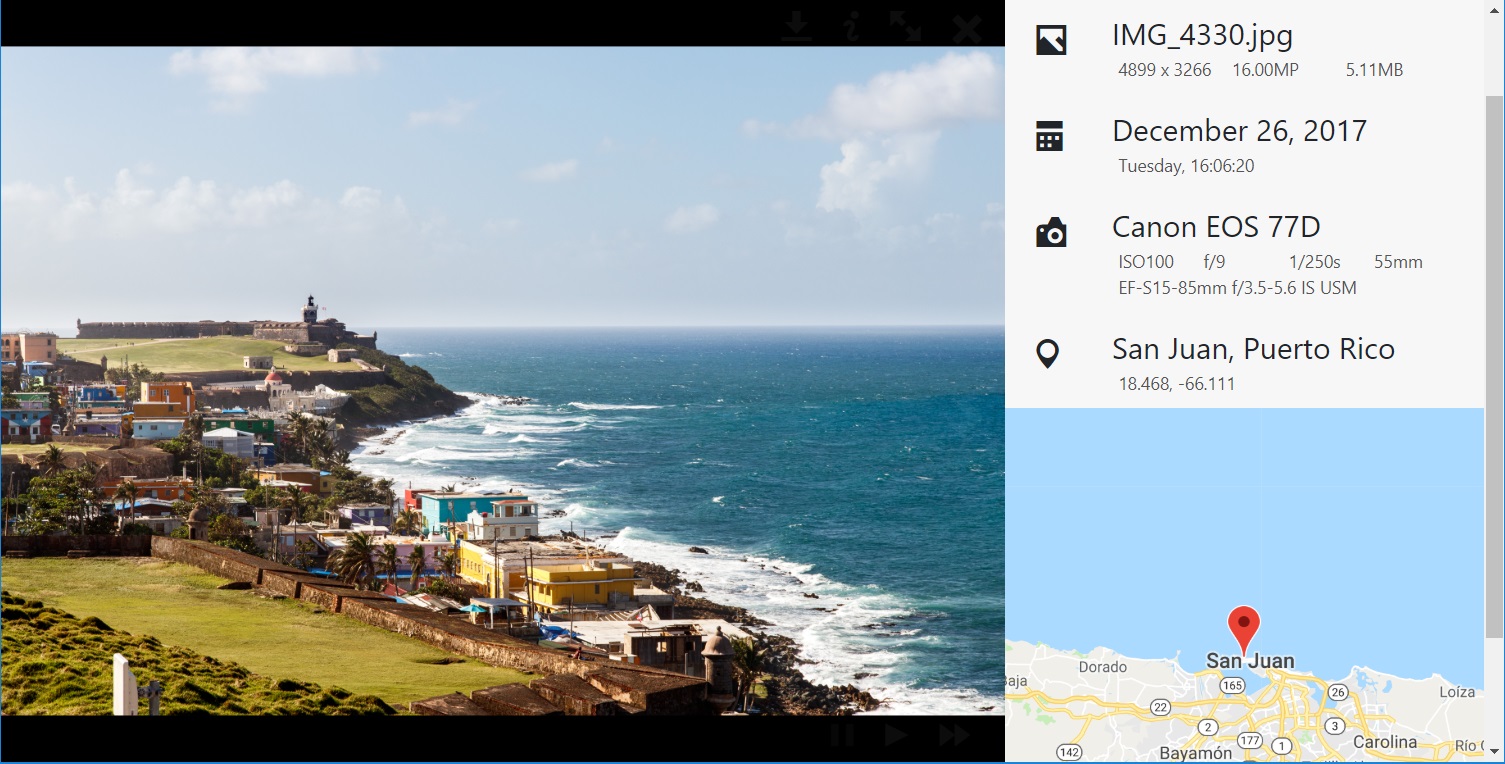 IMG_4330.jpg
4899 x 3266 16.00MP 5.11MB
December 26, 2017
Tuesday, 16:06:20
Canon EOS 77D
ISO100 f/9 1/250s 55mm
EF-S15-85mm f/3.5-5.6 IS USM
San Juan, Puerto Rico
18.468, -66.111
San Juan
Dorado
aja
165
26
Loíza
22
2
3
177
1
Carolina
Río
142
Bayamón